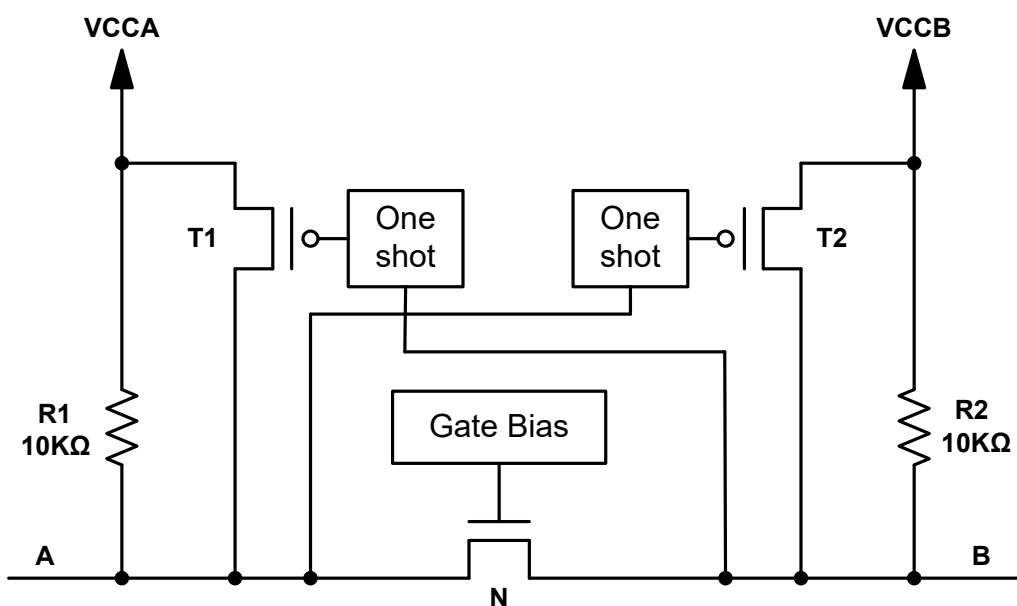 VCCA
VCCB
T1
One
shot
One
shot
T2
R1
10KΩ
Gate Bias
R2
10KΩ
A
B
N